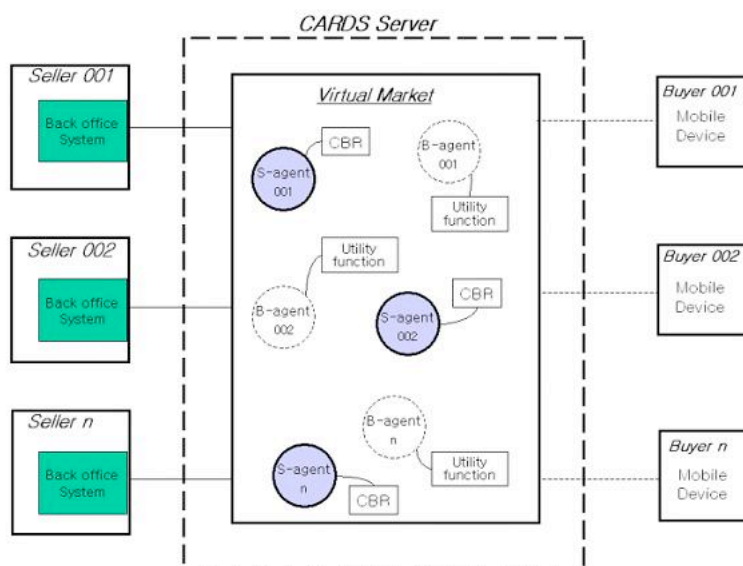 CARDS Server
Seller 001
Back office
System
Seller 002
Back office
System
Seller n
Back office
System
Virtual Market
CBR
S-agent
001
B-agent
001
Utility
function
Utility
function
B-agent
002
CBR
S-agent
002
B-agent
n
S-agent
n
Utility
function
CBR
Buyer 001
Mobile
Device
Buyer 002
Mobile
Device
Buyer n
Mobile
Device